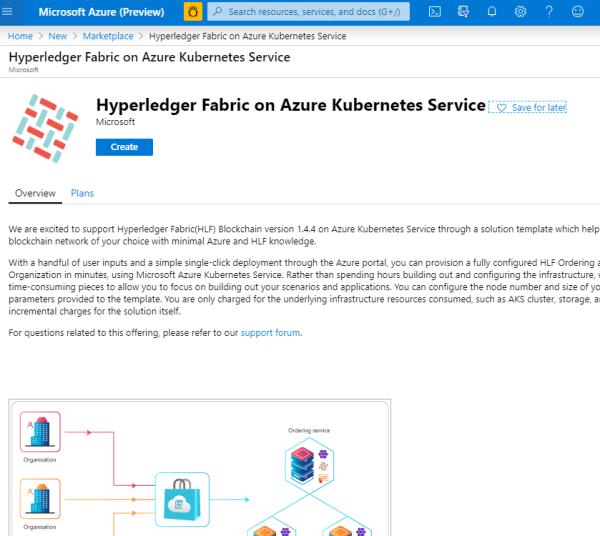 Microsoft Azure (Preview)
Search resources, services, and docs (G+/)
Home > New > Marketplace > Hyperledger Fabric on Azure Kubernetes Service
Hyperledger Fabric on Azure Kubernetes Service
Microsoft
Hyperledger Fabric on Azure Kubernetes Service
Save for later
Microsoft
Create
Overview Plans
We are excited to support Hyperledger Fabric(HLF) Blockchain version 1.4.4 on Azure Kubernetes Service through a solution template which help
blockchain network of your choice with minimal Azure and HLF knowledge.
With a handful of user inputs and a simple single-click deployment through the Azure portal, you can provision a fully configured HLF Ordering a
Organization in minutes, using Microsoft Azure Kubernetes Service. Rather than spending hours building out and configuring the infrastructure, w
time-consuming pieces to allow you to focus on building out your scenarios and applications. You can configure the node number and size of yo
parameters provided to the template. You are only charged for the underlying infrastructure resources consumed, such as AKS cluster, storage, a
incremental charges for the solution itself.
For questions related to this offering, please refer to our support forum.
Ordering service
Organisation
Organisation